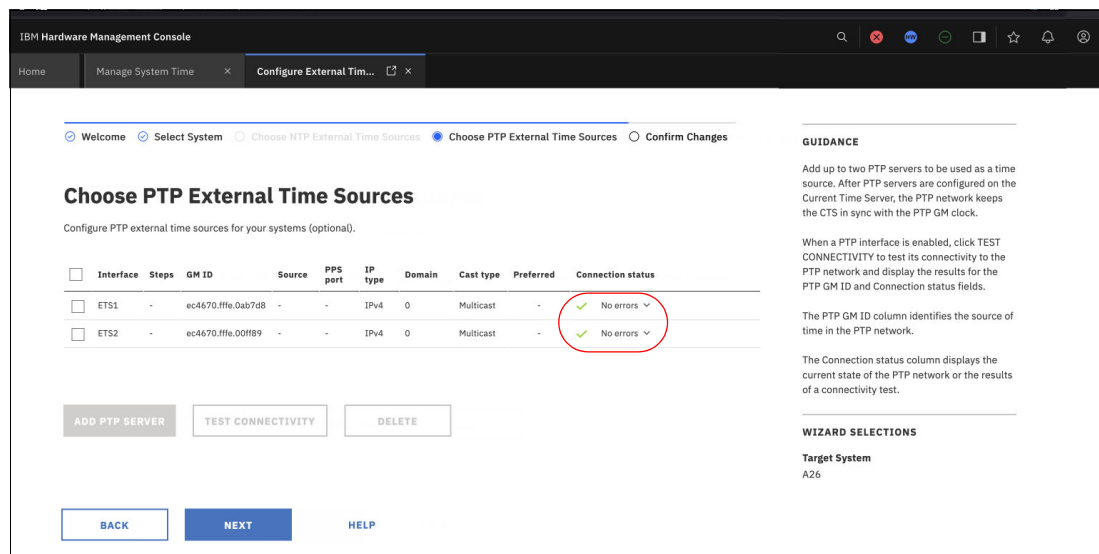 IBM Hardware Management Console
HW
Home Manage System Time × Configure External Tim... ×
Welcome Select System Choose NTP External Time Sources Choose PTP External Time Sources Confirm Changes
Choose PTP External Time Sources
Configure PTP external time sources for your systems (optional).
Interface Steps GM ID Source PPS port IP type Domain Cast type Preferred Connection status
ETS1 - ec4670.fffe.0ab7d8 - - IPv4 0 Multicast - No errors
ETS2 - ec4670.fffe.00ff89 - - IPv4 0 Multicast - No errors
ADD PTP SERVER TEST CONNECTIVITY DELETE
BACK NEXT HELP
GUIDANCE
Add up to two PTP servers to be used as a time
source. After PTP servers are configured on the
Current Time Server, the PTP network keeps
the CTS in sync with the PTP GM clock.
When a PTP interface is enabled, click TEST
CONNECTIVITY to test its connectivity to the
PTP network and display the results for the
PTP GM ID and Connection status fields.
The PTP GM ID column identifies the source of
time in the PTP network.
The Connection status column displays the
current state of the PTP network or the results
of a connectivity test.
WIZARD SELECTIONS
Target System
A26